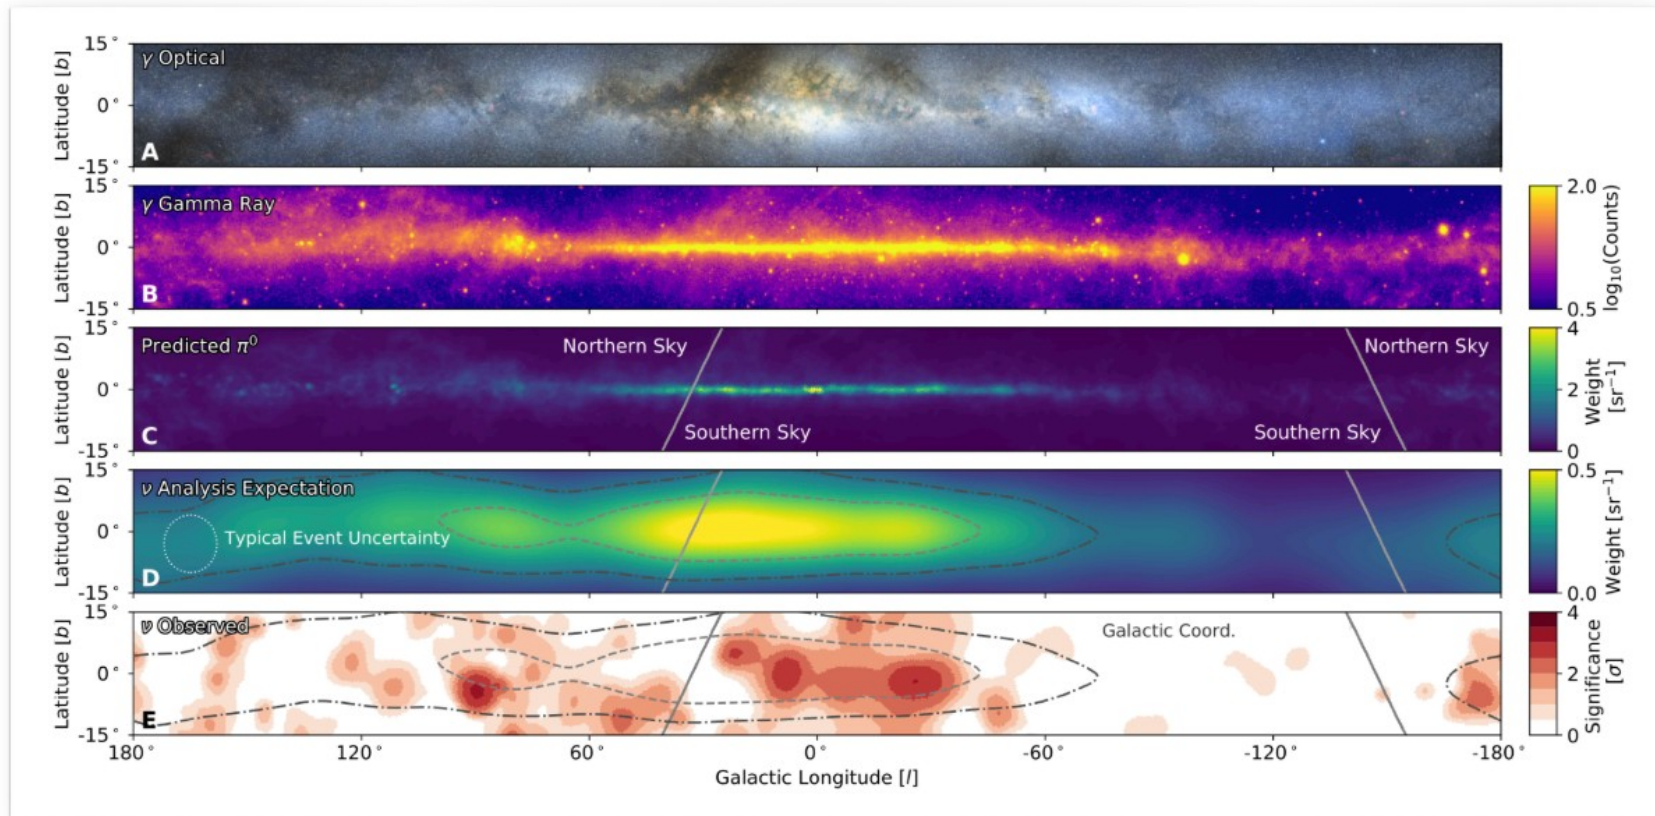 15°
γ Optical
Latitude [b]
0°
A
-15°
15°
γ Gamma Ray
Latitude [b]
0°
B
-15°
2.0
0.5
log₁₀(Counts)
15°
Predicted π⁰
Northern Sky
Northern Sky
Latitude [b]
0°
C
Southern Sky
Southern Sky
-15°
4
2
0
Weight
[sr⁻¹]
15°
ν Analysis Expectation
Latitude [b]
0°
Typical Event Uncertainty
D
-15°
0.5
0.0
Weight [sr⁻¹]
15°
ν Observed
Galactic Coord.
Latitude [b]
0°
E
-15°
4
2
0
Significance
[σ]
180 120° 60° 0° -60° -120° -180°
Galactic Longitude [l]